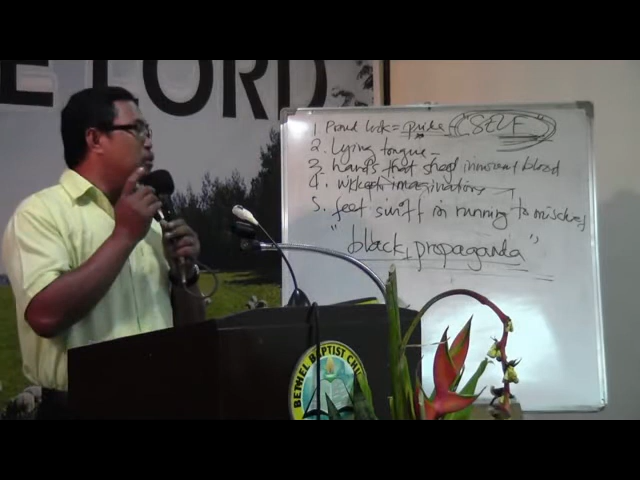 E LORD
1 Proud look = pride "SELF"
2. Lying tongue -
3 hands that shed innocent blood
4. wicked imaginations
5. feet swift in running to mischief
"black propaganda"
BETHEL BAPTIST CHU